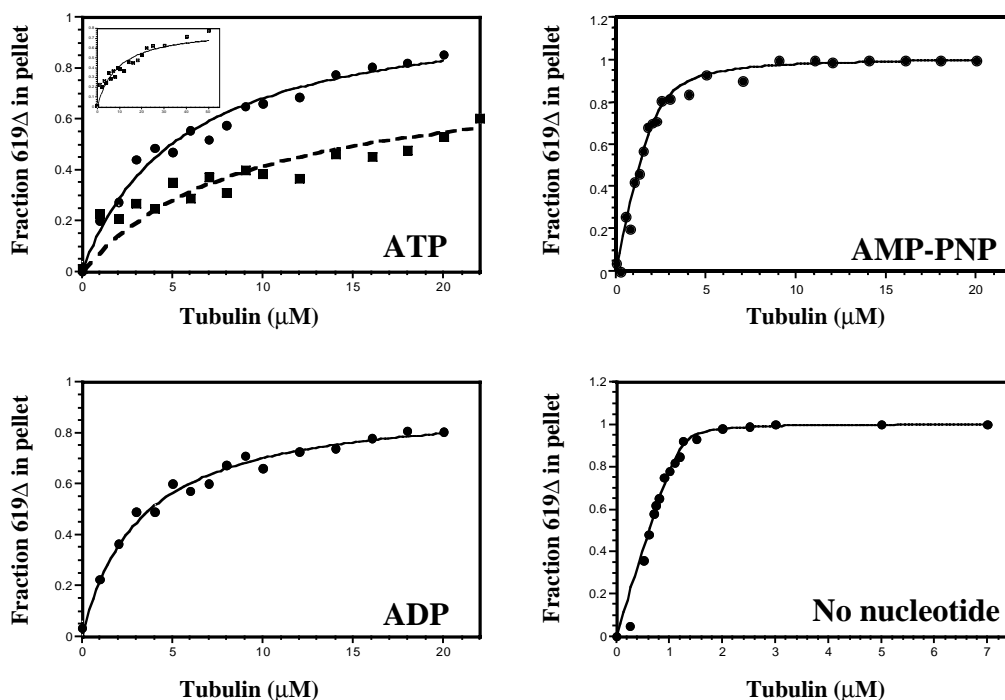 1
0.8
0.6
0.4
0.2
0
Fraction 619Δ in pellet
ATP
0 5 10 15 20
Tubulin (μM)
1.2
1
0.8
0.6
0.4
0.2
0
Fraction 619Δ in pellet
AMP-PNP
0 5 10 15 20
Tubulin (μM)
1
0.8
0.6
0.4
0.2
0
Fraction 619Δ in pellet
ADP
0 5 10 15 20
Tubulin (μM)
1.2
1
0.8
0.6
0.4
0.2
0
Fraction 619Δ in pellet
No nucleotide
0 1 2 3 4 5 6 7
Tubulin (μM)